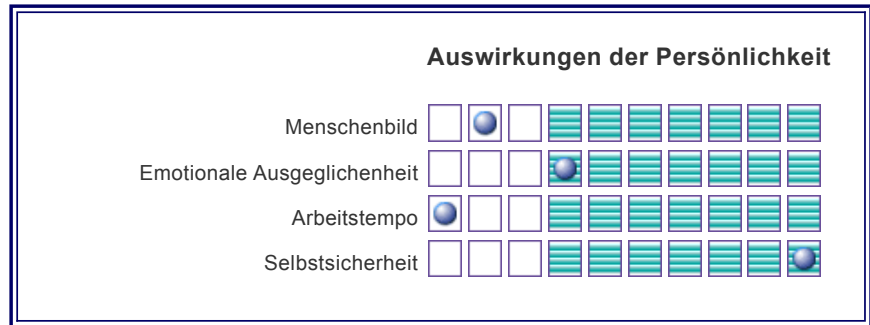 Auswirkungen der Persönlichkeit
Menschenbild
Emotionale Ausgeglichenheit
Arbeitstempo
Selbstsicherheit